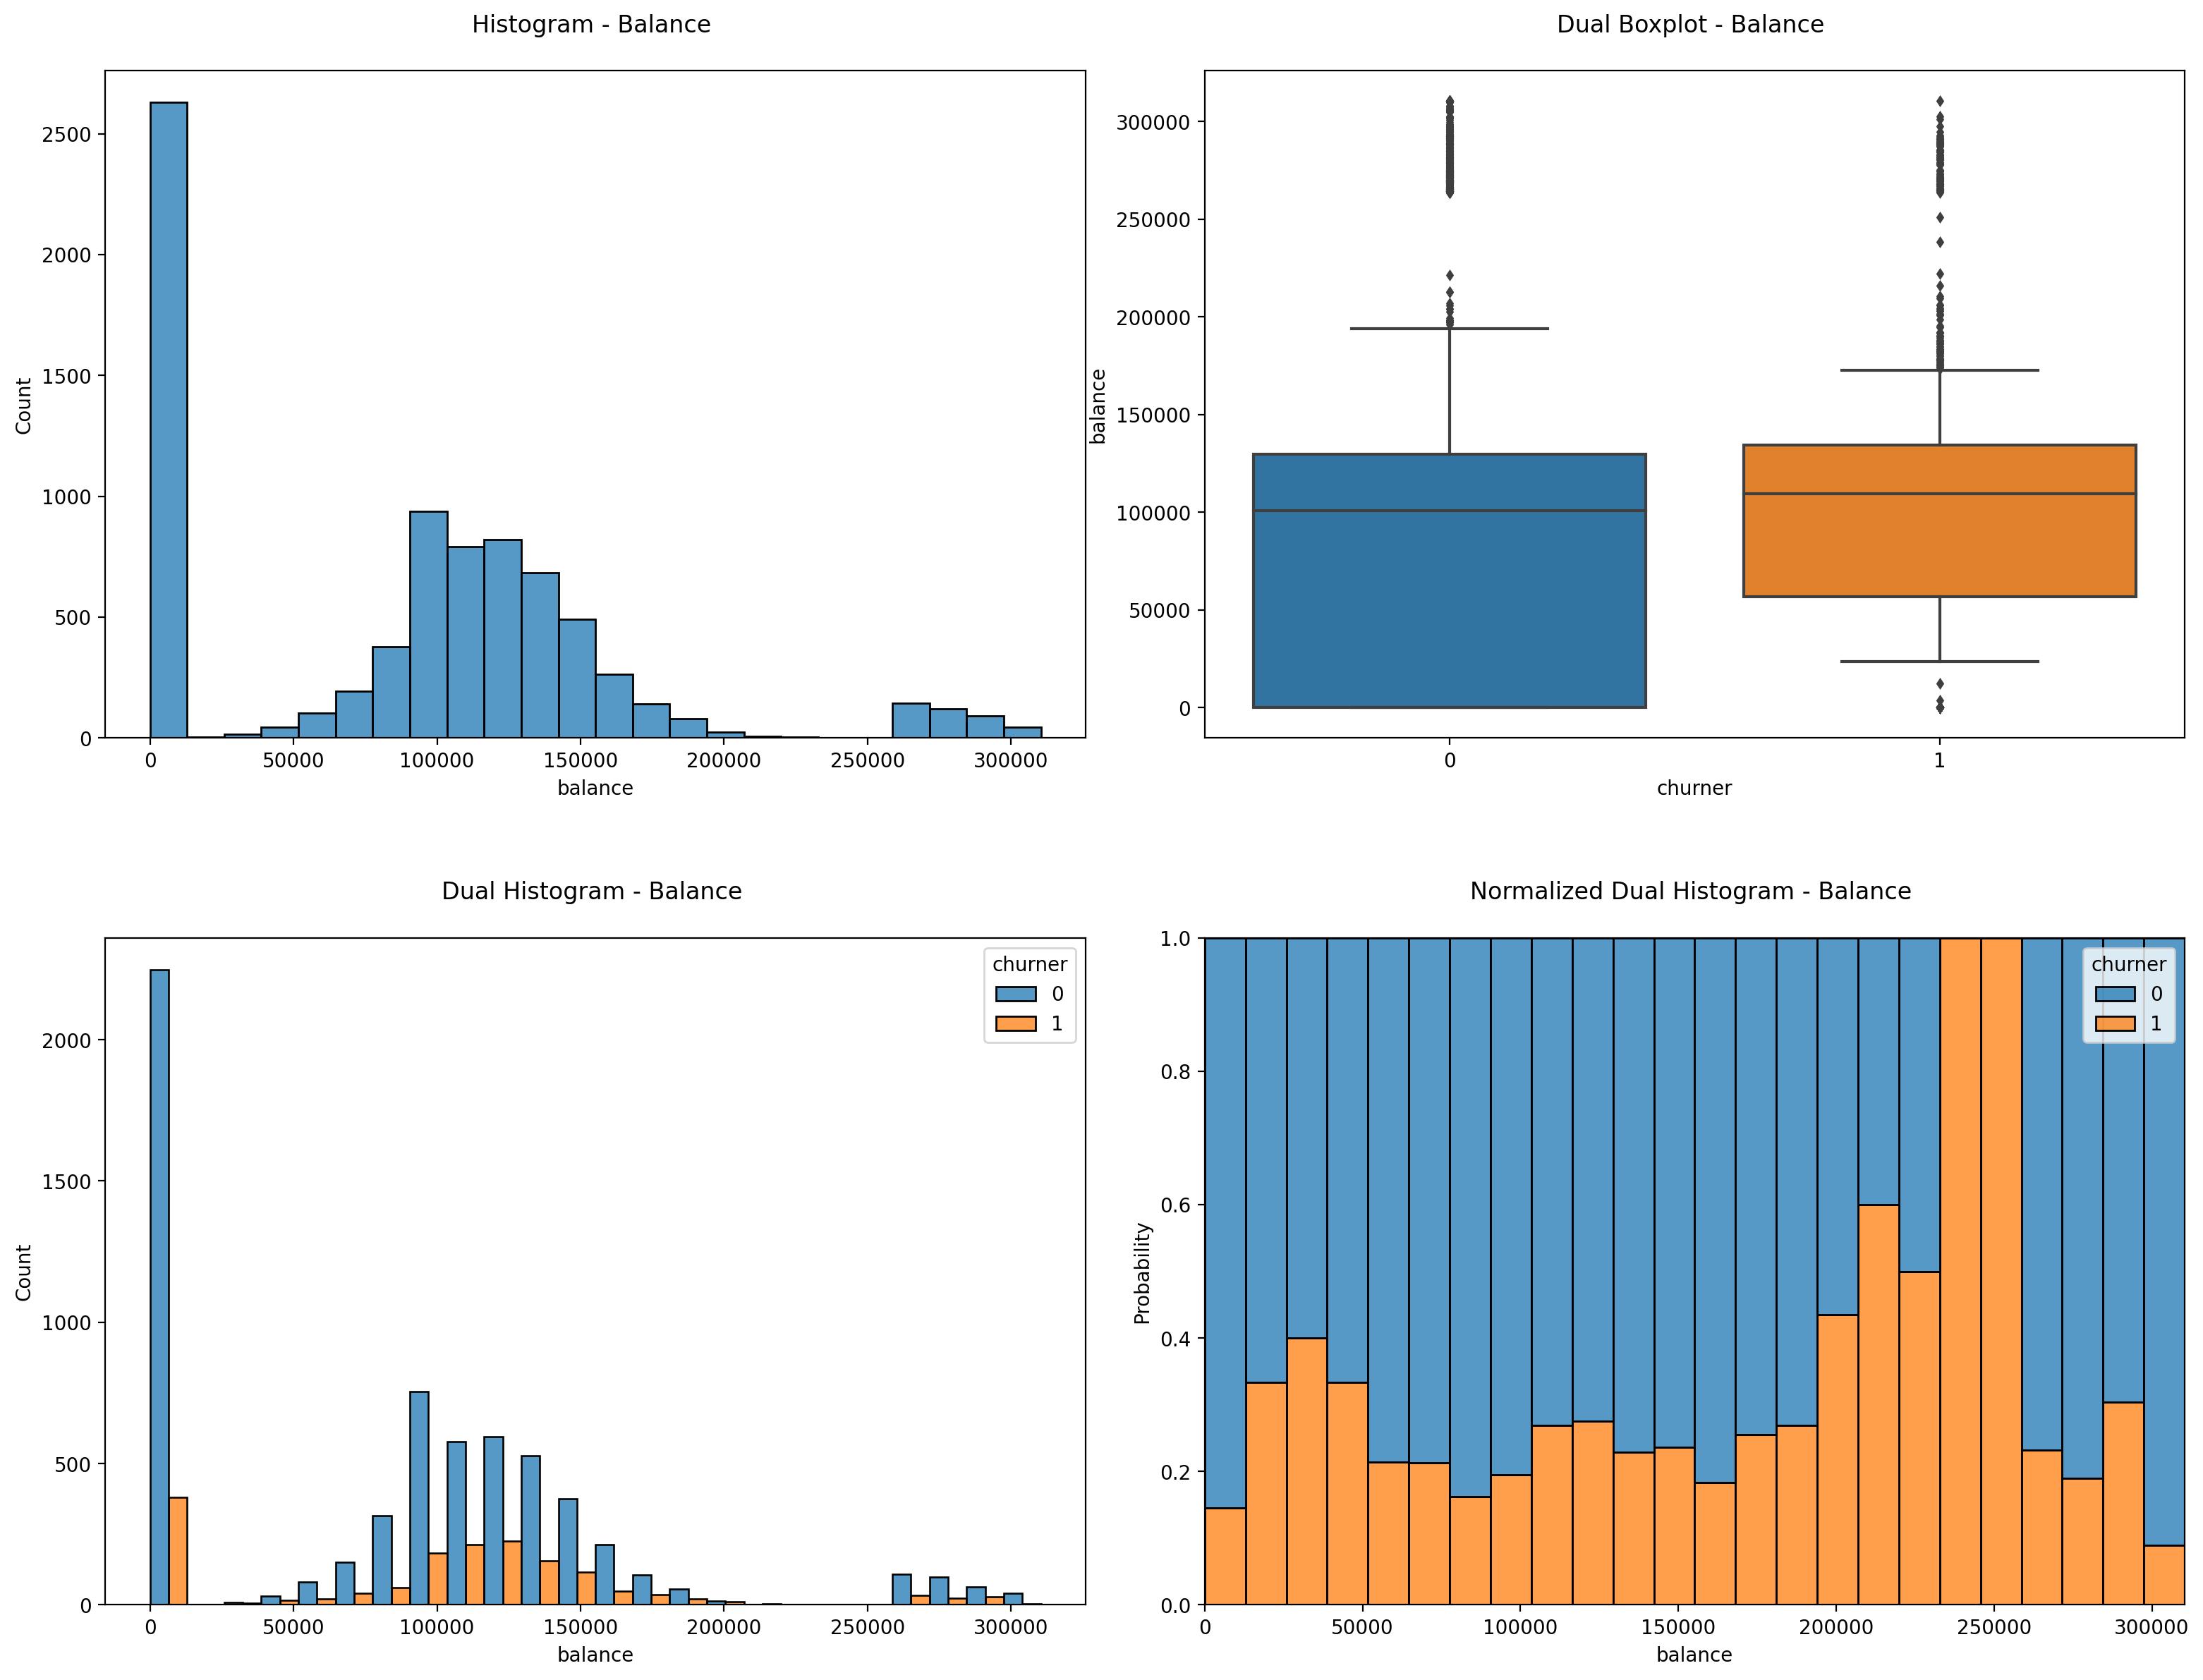 Histogram - Balance
Count
2500
2000
1500
1000
500
0
0 50000 100000 150000 200000 250000 300000
balance
Dual Boxplot - Balance
balance
300000
250000
200000
150000
100000
50000
0
0 1
churner
Dual Histogram - Balance
Count
2000
1500
1000
500
0
churner
0
1
0 50000 100000 150000 200000 250000 300000
balance
Normalized Dual Histogram - Balance
Probability
1.0
0.8
0.6
0.4
0.2
0.0
churner
0
1
0 50000 100000 150000 200000 250000 300000
balance